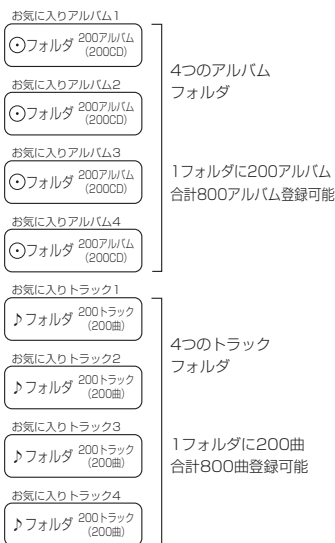 お気に入りアルバム1
フォルダ 200アルバム
(200CD)
お気に入りアルバム2
フォルダ 200アルバム
(200CD)
お気に入りアルバム3
フォルダ 200アルバム
(200CD)
お気に入りアルバム4
フォルダ 200アルバム
(200CD)
4つのアルバム
フォルダ
1フォルダに200アルバム
合計800アルバム登録可能
お気に入りトラック1
♪フォルダ 200トラック
(200曲)
お気に入りトラック2
♪フォルダ 200トラック
(200曲)
お気に入りトラック3
♪フォルダ 200トラック
(200曲)
お気に入りトラック4
♪フォルダ 200トラック
(200曲)
4つのトラック
フォルダ
1フォルダに200曲
合計800曲登録可能